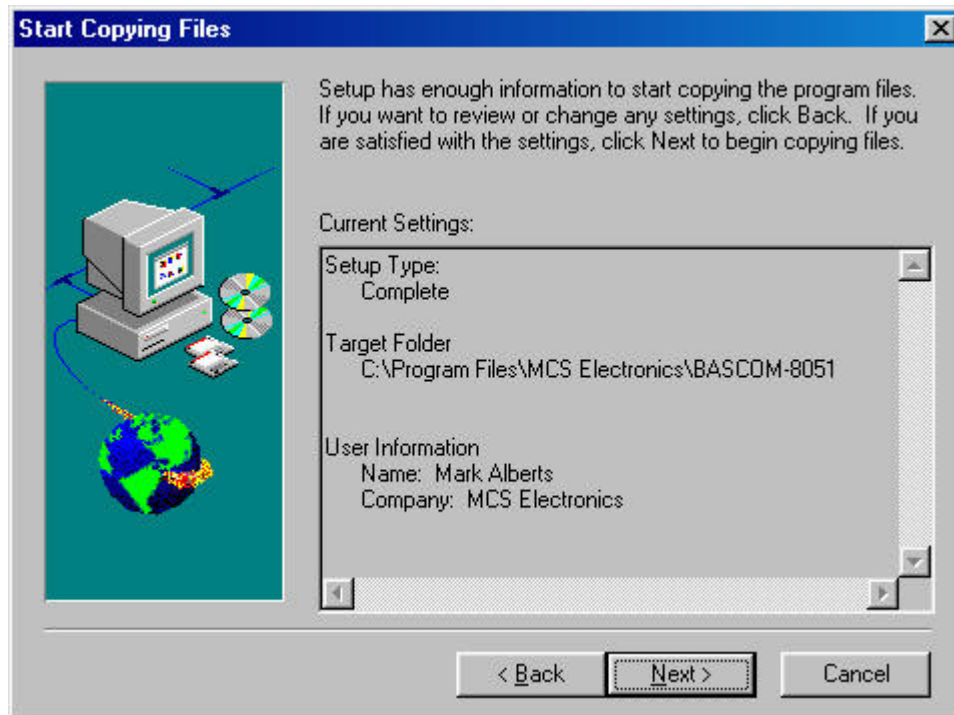 Start Copying Files
Setup has enough information to start copying the program files.
If you want to review or change any settings, click Back. If you
are satisfied with the settings, click Next to begin copying files.
Current Settings:
Setup Type:
Complete
Target Folder
C:\Program Files\MCS Electronics\BASCOM-8051
User Information
Name: Mark Alberts
Company: MCS Electronics
< Back
Next >
Cancel